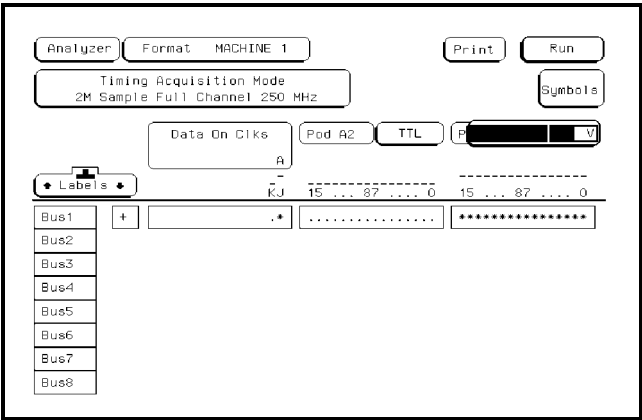 Analyzer Format MACHINE 1 Print Run
Timing Acquisition Mode
2M Sample Full Channel 250 MHz
Symbols
Data On Clks Pod A2 TTL P V
A
Labels KJ 15 ... 87 .... 0 15 ... 87 .... 0
Bus1 + .* ................ ****************
Bus2
Bus3
Bus4
Bus5
Bus6
Bus7
Bus8